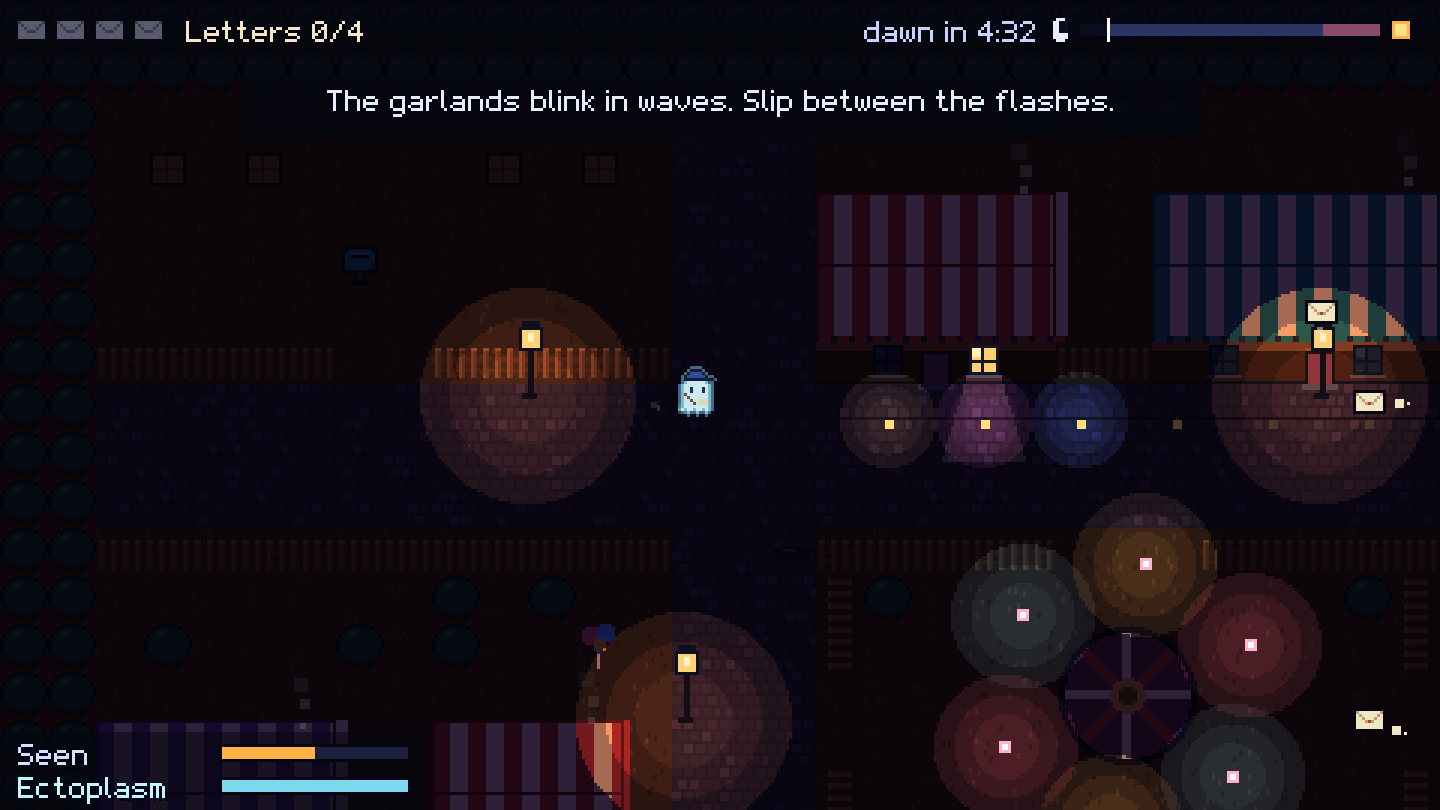 Letters 0/4
dawn in 4:32
The garlands blink in waves. Slip between the flashes.
Seen
Ectoplasm